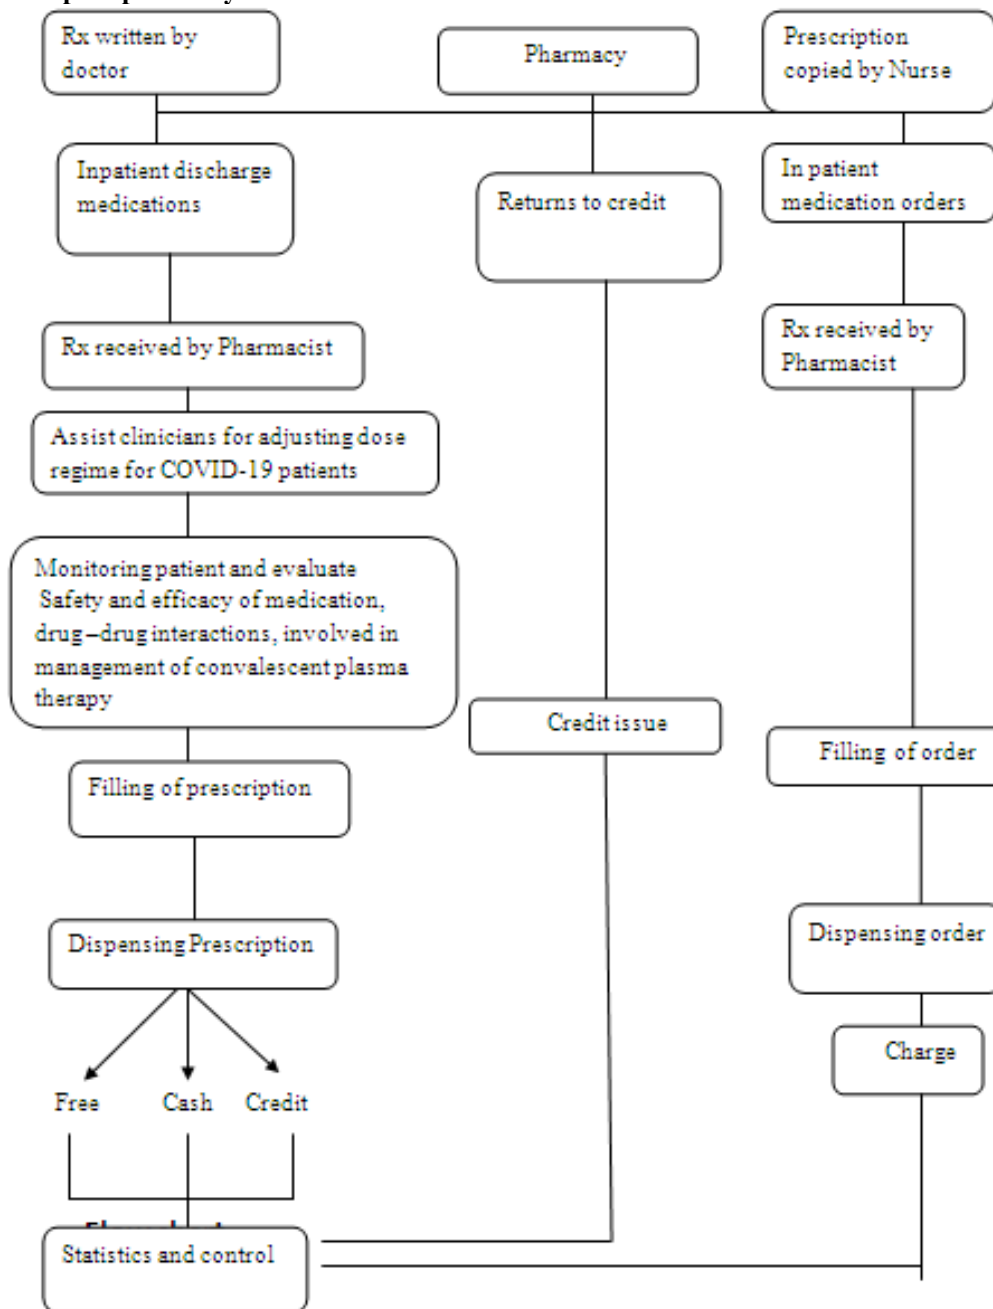 Rx written by
doctor
Pharmacy
Prescription
copied by Nurse
Inpatient discharge
medications
Returns to credit
In patient
medication orders
Rx received by Pharmacist
Rx received by
Pharmacist
Assist clinicians for adjusting dose
regime for COVID-19 patients
Monitoring patient and evaluate
Safety and efficacy of medication,
drug–drug interactions, involved in
management of convalescent plasma
therapy
Credit issue
Filling of order
Filling of prescription
Dispensing Prescription
Dispensing order
Charge
Free Cash Credit
Statistics and control